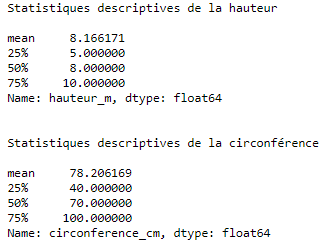 Statistiques descriptives de la hauteur
mean 8.166171
25% 5.000000
50% 8.000000
75% 10.000000
Name: hauteur_m, dtype: float64
Statistiques descriptives de la circonférence
mean 78.206169
25% 40.000000
50% 70.000000
75% 100.000000
Name: circonference_cm, dtype: float64